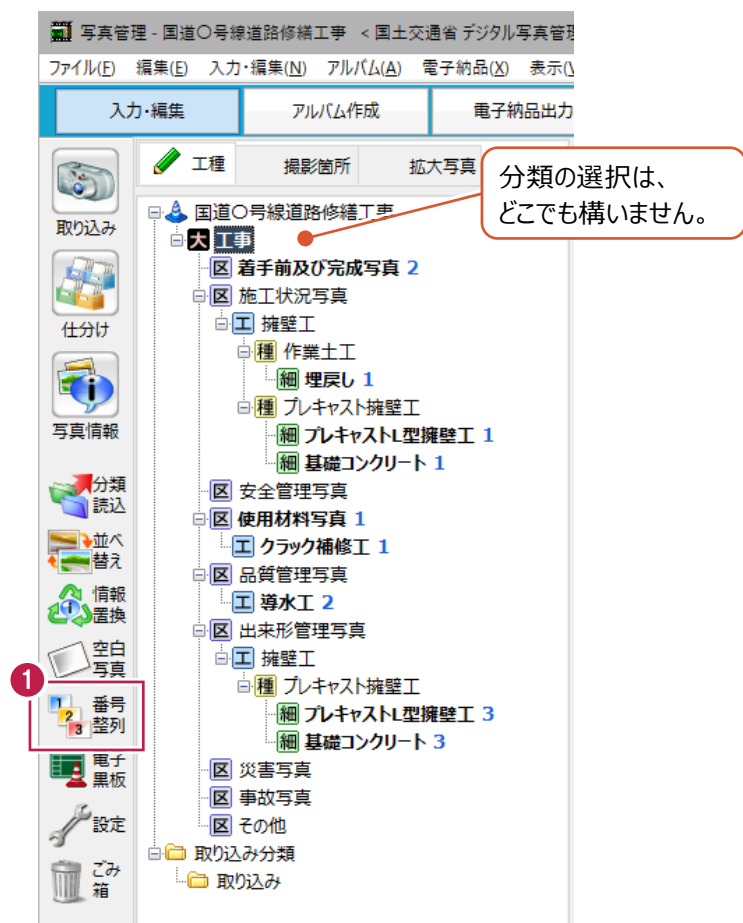 写真管理 - 国道〇号線道路修繕工事 < 国土交通省 デジタル写真管理
ファイル(F) 編集(E) 入力・編集(N) アルバム(A) 電子納品(X) 表示(V
入力・編集 アルバム作成 電子納品出力
工種 撮影箇所 拡大写真
分類の選択は、
どこでも構いません。
取り込み
仕分け
写真情報
分類
読込
並べ
替え
情報
置換
空白
写真
1
番号
整列
電子
黒板
設定
ごみ
箱
国道〇号線道路修繕工事
大 工事
区 着手前及び完成写真 2
区 施工状況写真
工 擁壁工
種 作業土工
細 埋戻し 1
種 プレキャスト擁壁工
細 プレキャストL型擁壁工 1
細 基礎コンクリート 1
区 安全管理写真
区 使用材料写真 1
工 クラック補修工 1
区 品質管理写真
工 導水工 2
区 出来形管理写真
工 擁壁工
種 プレキャスト擁壁工
細 プレキャストL型擁壁工 3
細 基礎コンクリート 3
区 災害写真
区 事故写真
区 その他
取り込み分類
取り込み